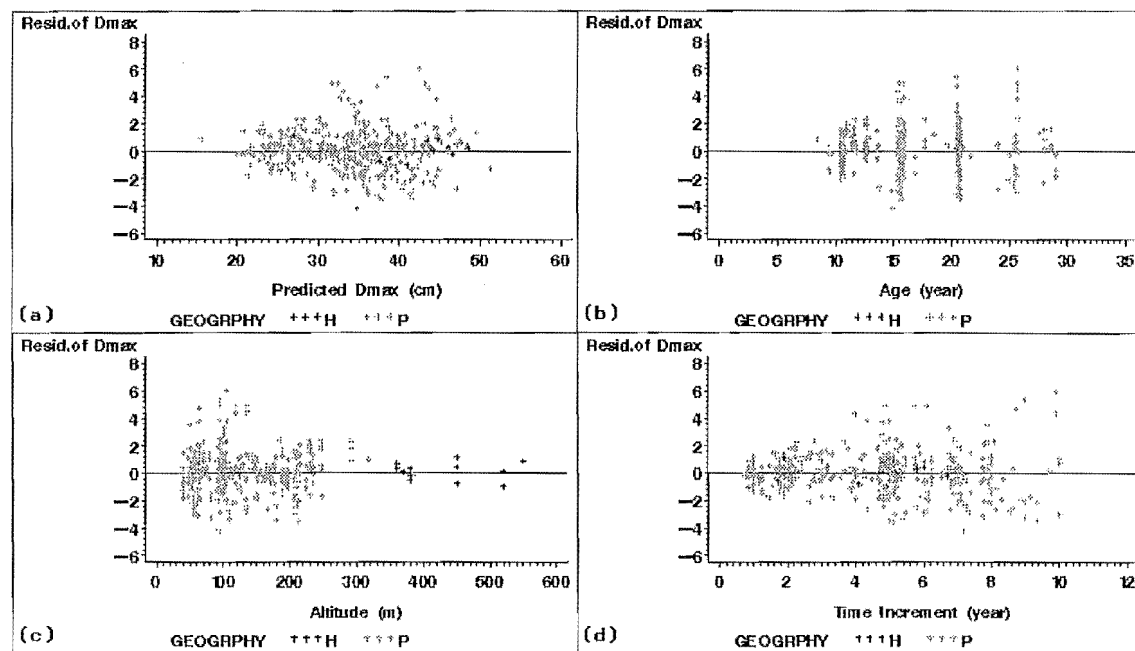 Resid.of Dmax
8
6
4
2
0
−2
−4
−6
10 20 30 40 50 60
Predicted Dmax (cm)
(a)
GEOGRPHY +++H +++P
Resid.of Dmax
8
6
4
2
0
−2
−4
−6
0 5 10 15 20 25 30 35
Age (year)
(b)
GEOGRPHY +++H +++P
Resid.of Dmax
8
6
4
2
0
−2
−4
−6
0 100 200 300 400 500 600
Altitude (m)
(c)
GEOGRPHY +++H +++P
Resid.of Dmax
8
6
4
2
0
−2
−4
−6
0 2 4 6 8 10 12
Time Increment (year)
(d)
GEOGRPHY +++H +++P